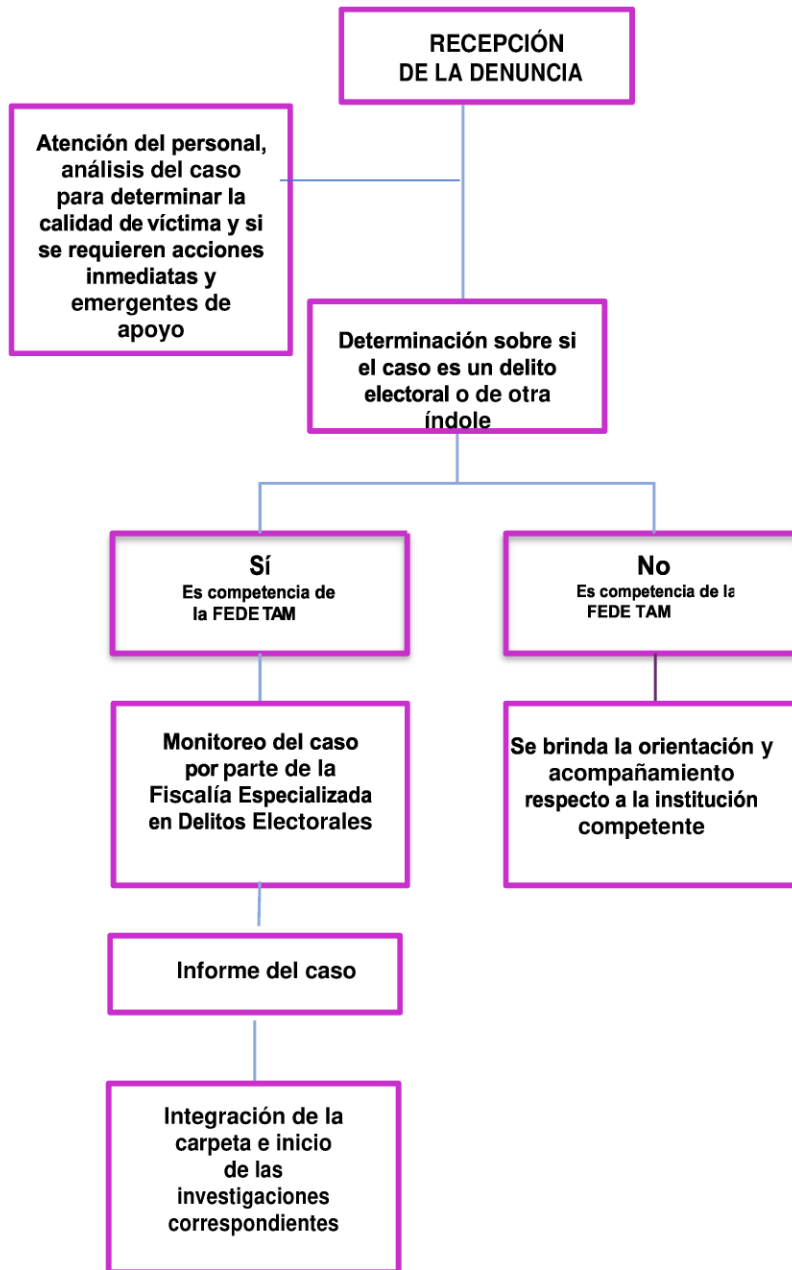 RECEPCIÓN
DE LA DENUNCIA
Atención del personal,
análisis del caso
para determinar la
calidad de víctima y si
se requieren acciones
inmediatas y
emergentes de
apoyo
Determinación sobre si
el caso es un delito
electoral o de otra
índole
Sí
Es competencia de
la FEDE TAM
No
Es competencia de la
FEDE TAM
Monitoreo del caso
por parte de la
Fiscalía Especializada
en Delitos Electorales
Se brinda la orientación y
acompañamiento
respecto a la institución
competente
Informe del caso
Integración de la
carpeta e inicio
de las
investigaciones
correspondientes